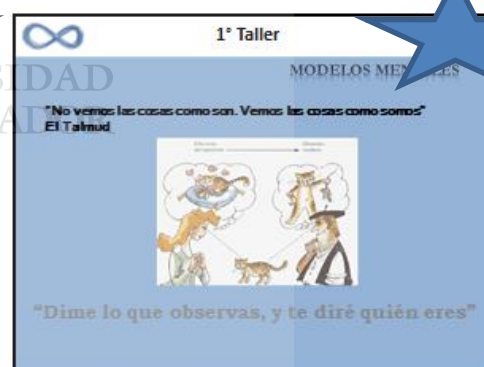 1° Taller
MODELOS MENTALES
"No vemos las cosas como son. Vemos las cosas como somos"
El Talmud
"Dime lo que observas, y te diré quién eres"